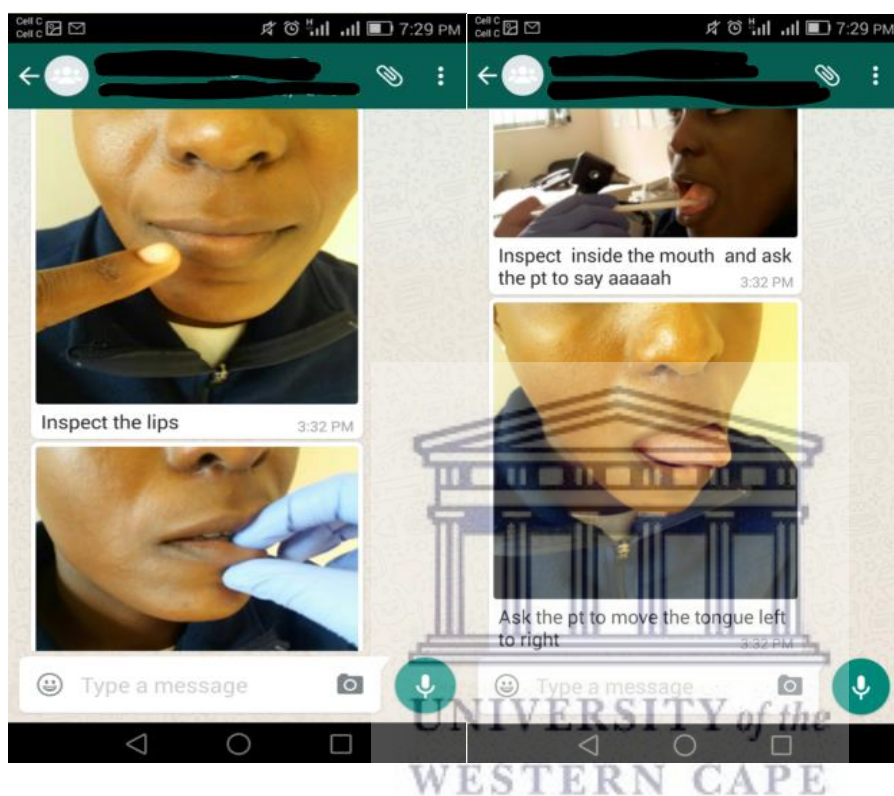 Cell C
Cell C
H
7:29 PM
Inspect the lips
3:32 PM
Type a message
Cell C
Cell C
H
7:29 PM
Inspect inside the mouth and ask
the pt to say aaaaah
3:32 PM
Ask the pt to move the tongue left
to right
3:32 PM
Type a message
UNIVERSITY of the
WESTERN CAPE